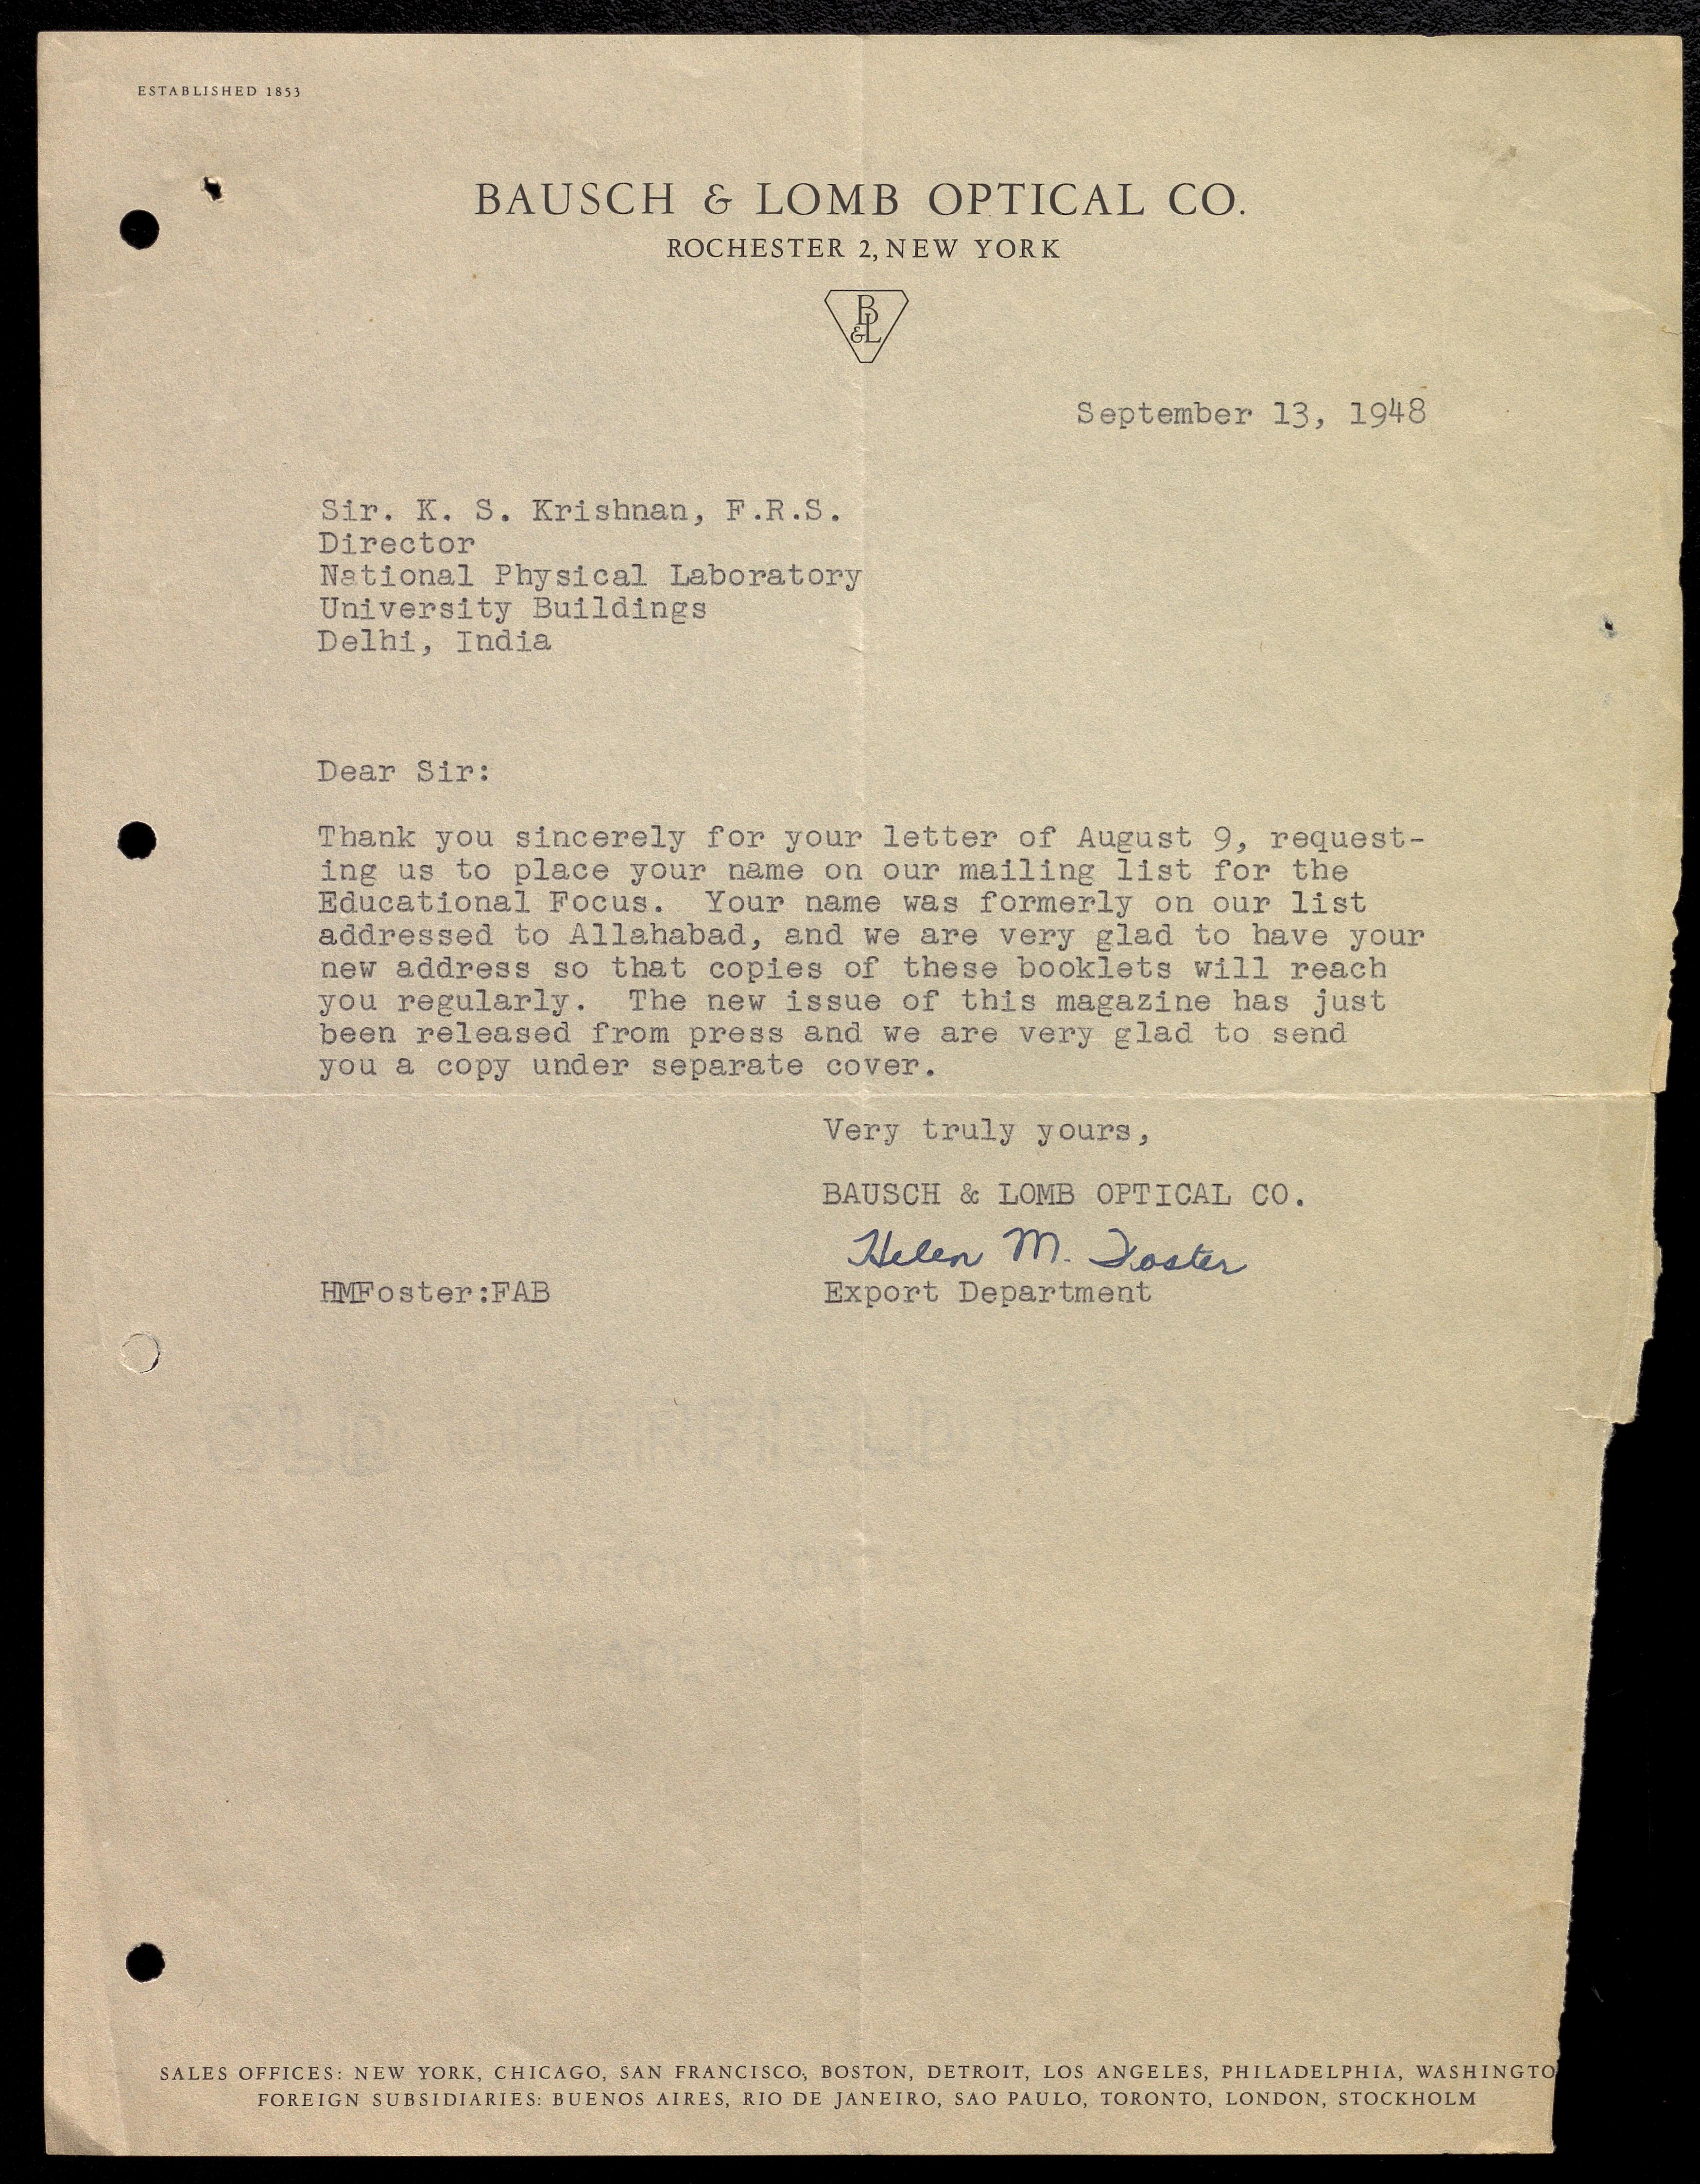 ESTABLISHED 1853
BAUSCH & LOMB OPTICAL CO.
ROCHESTER 2, NEW YORK
B
&L
September 13, 1948
Sir. K. S. Krishnan, F.R.S.
Director
National Physical Laboratory
University Buildings
Delhi, India
Dear Sir:
Thank you sincerely for your letter of August 9, request-
ing us to place your name on our mailing list for the
Educational Focus.  Your name was formerly on our list
addressed to Allahabad, and we are very glad to have your
new address so that copies of these booklets will reach
you regularly.  The new issue of this magazine has just
been released from press and we are very glad to send
you a copy under separate cover.
Very truly yours,
BAUSCH & LOMB OPTICAL CO.
Helen M. Foster
HMFoster:FAB Export Department
SALES OFFICES: NEW YORK, CHICAGO, SAN FRANCISCO, BOSTON, DETROIT, LOS ANGELES, PHILADELPHIA, WASHINGTO
FOREIGN SUBSIDIARIES: BUENOS AIRES, RIO DE JANEIRO, SAO PAULO, TORONTO, LONDON, STOCKHOLM